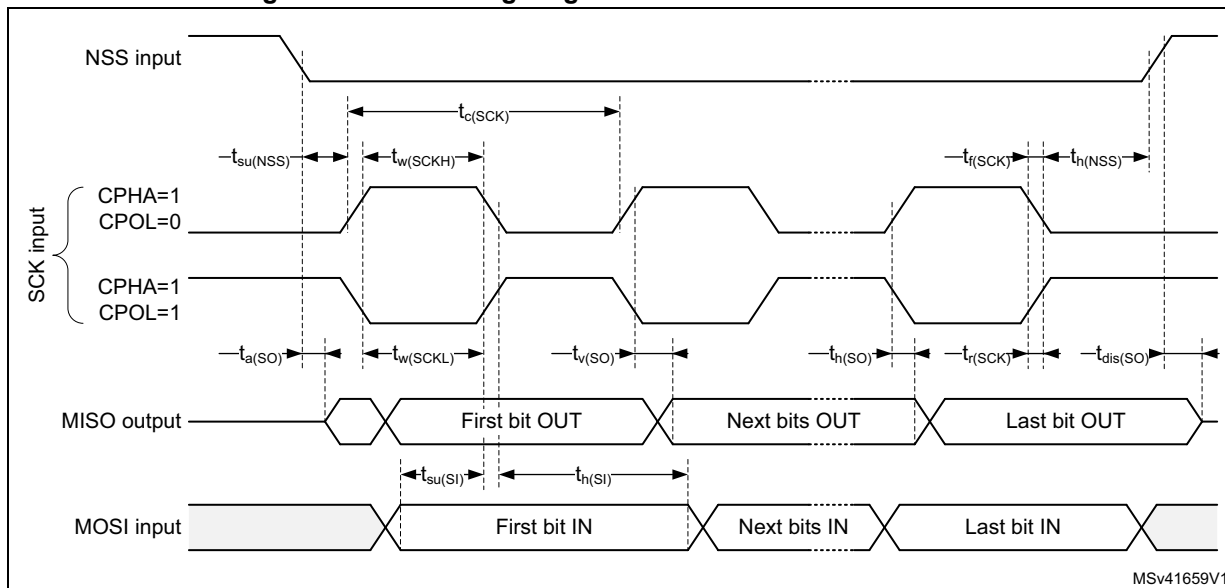 NSS input
tc(SCK)
tsu(NSS)
tw(SCKH)
tf(SCK)
th(NSS)
SCK input
CPHA=1
CPOL=0
CPHA=1
CPOL=1
ta(SO)
tw(SCKL)
tv(SO)
th(SO)
tr(SCK)
tdis(SO)
MISO output
First bit OUT
Next bits OUT
Last bit OUT
tsu(SI)
th(SI)
MOSI input
First bit IN
Next bits IN
Last bit IN
MSv41659V1